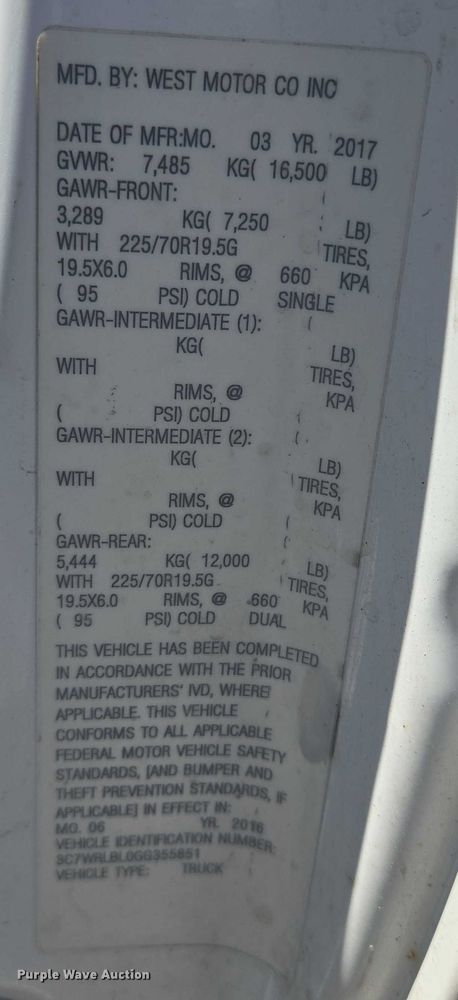 MFD. BY: WEST MOTOR CO INC
DATE OF MFR:MO. 03 YR. 2017
GVWR: 7,485 KG( 16,500 LB)
GAWR-FRONT:
3,289 KG( 7,250 LB)
WITH 225/70R19.5G TIRES,
19.5X6.0 RIMS, @ 660 KPA
( 95 PSI) COLD SINGLE
GAWR-INTERMEDIATE (1):
KG( LB)
WITH TIRES,
RIMS, @ KPA
( PSI) COLD
GAWR-INTERMEDIATE (2):
KG( LB)
WITH TIRES,
RIMS, @ KPA
( PSI) COLD
GAWR-REAR:
5,444 KG( 12,000 LB)
WITH 225/70R19.5G TIRES,
19.5X6.0 RIMS, @ 660 KPA
( 95 PSI) COLD DUAL
THIS VEHICLE HAS BEEN COMPLETED
IN ACCORDANCE WITH THE PRIOR
MANUFACTURERS' IVD, WHERE
APPLICABLE. THIS VEHICLE
CONFORMS TO ALL APPLICABLE
FEDERAL MOTOR VEHICLE SAFETY
STANDARDS, [AND BUMPER AND
THEFT PREVENTION STANDARDS, IF
APPLICABLE] IN EFFECT IN:
MO. 06 YR. 2016
VEHICLE IDENTIFICATION NUMBER:
3C7WRLBL0GG355851
VEHICLE TYPE: TRUCK
Purple Wave Auction